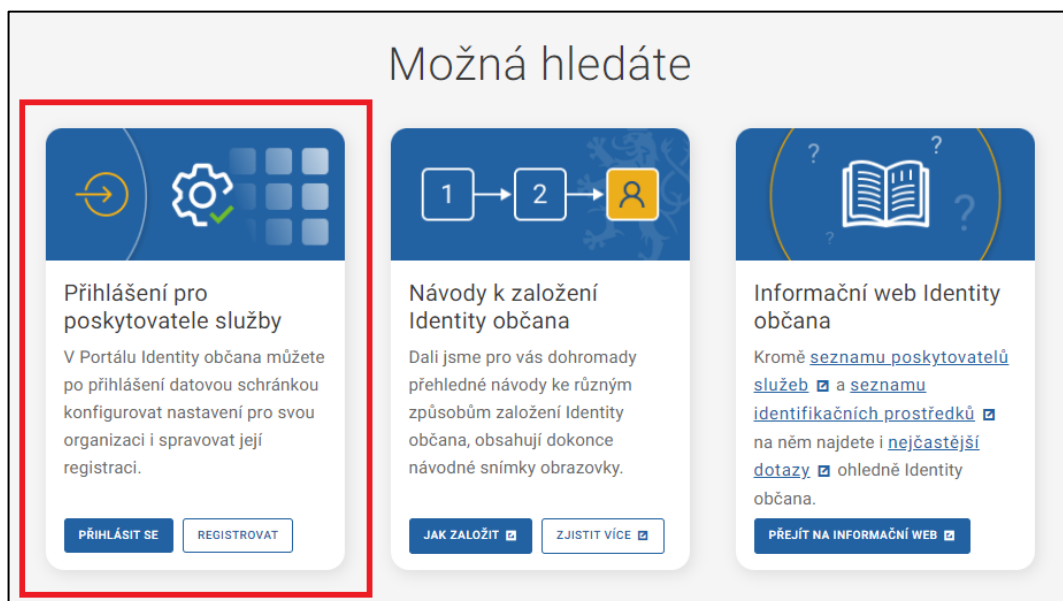 Možná hledáte
Přihlášení pro
poskytovatele služby
V Portálu Identity občana můžete
po přihlášení datovou schránkou
konfigurovat nastavení pro svou
organizaci i spravovat její
registraci.
PŘIHLÁSIT SE
REGISTROVAT
1
2
Návody k založení
Identity občana
Dali jsme pro vás dohromady
přehledné návody ke různým
způsobům založení Identity
občana, obsahují dokonce
návodné snímky obrazovky.
JAK ZALOŽIT
ZJISTIT VÍCE
? ? ? ?
Informační web Identity
občana
Kromě seznamu poskytovatelů
služeb a seznamu
identifikačních prostředků
na něm najdete i nejčastější
dotazy ohledně Identity
občana.
PŘEJÍT NA INFORMAČNÍ WEB